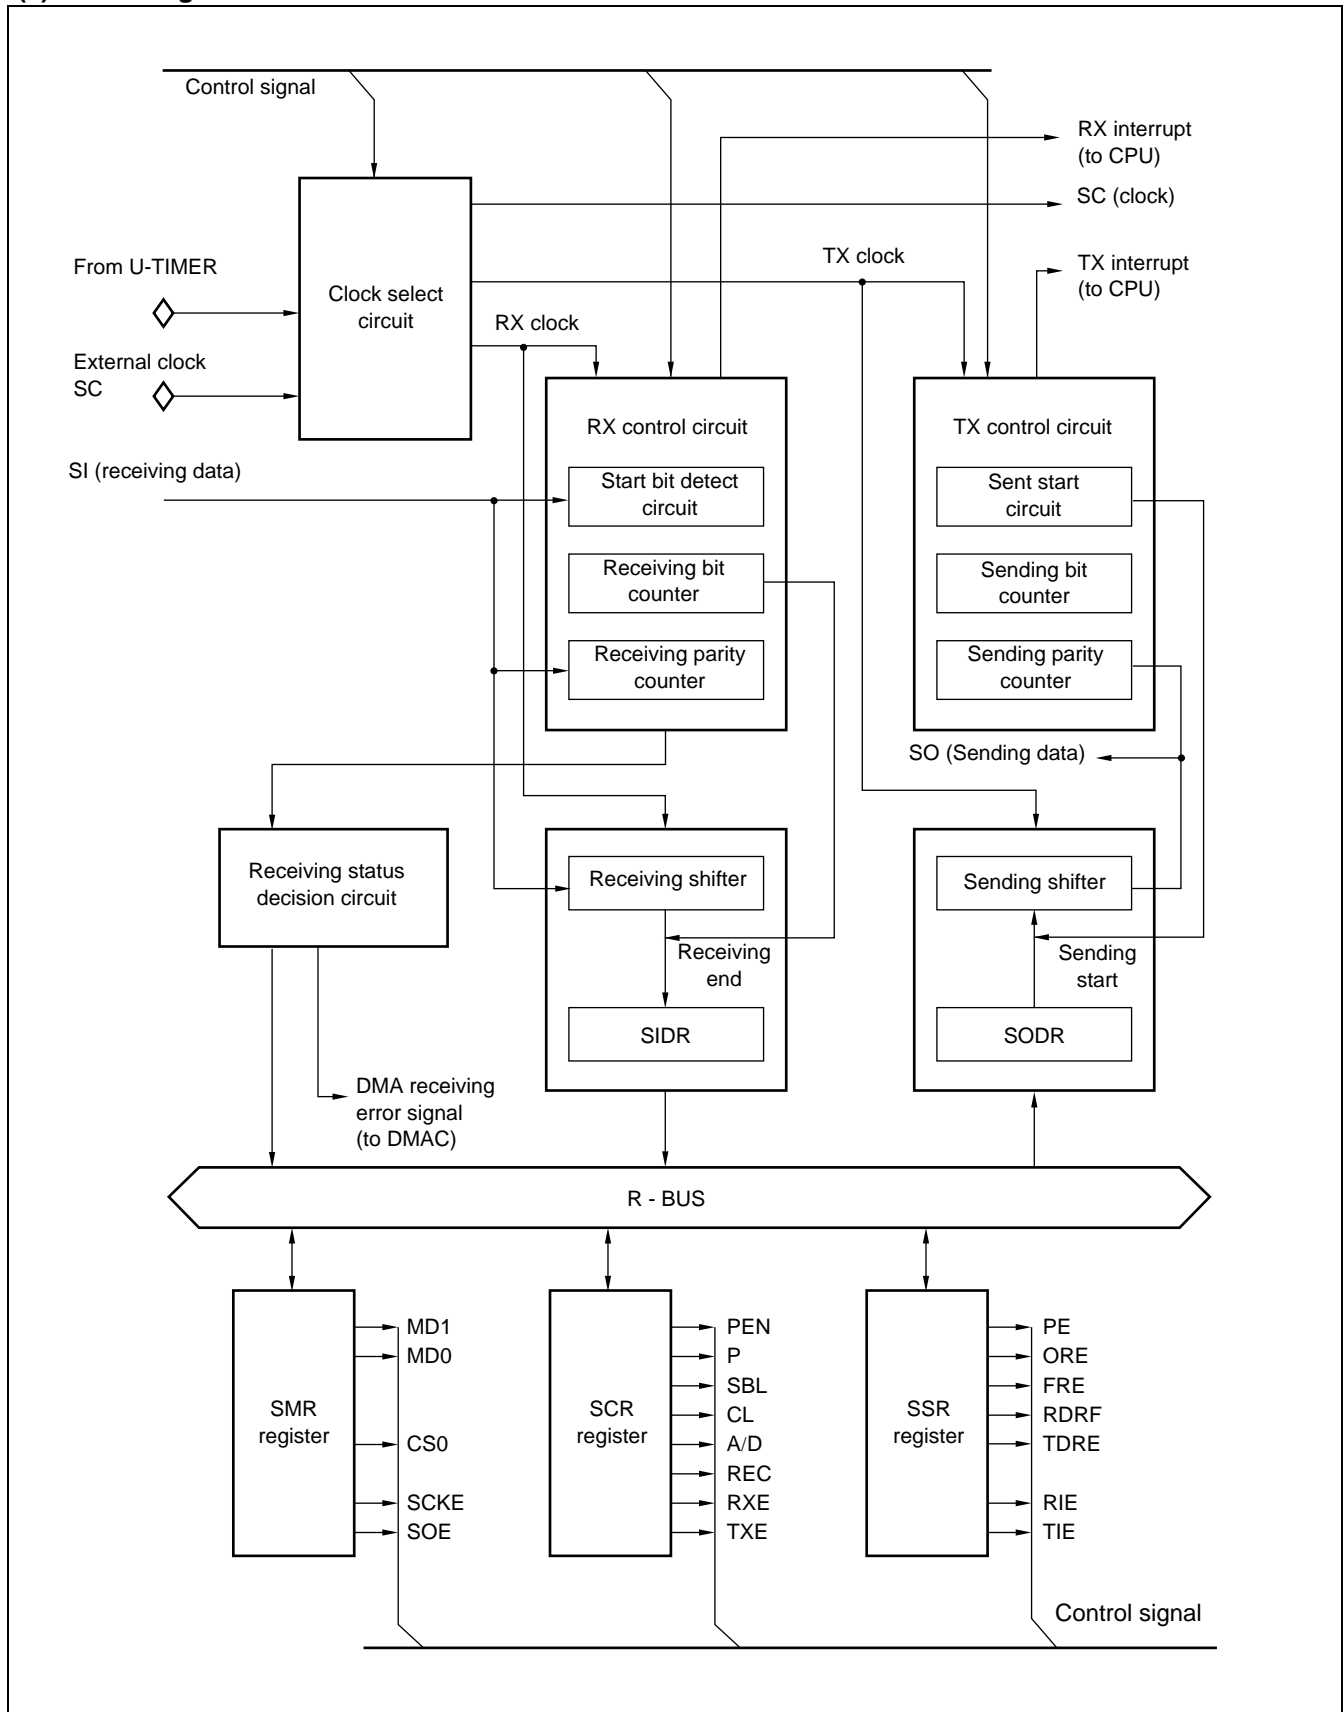 Control signal
RX interrupt
(to CPU)
SC (clock)
From U-TIMER
TX clock
TX interrupt
(to CPU)
Clock select
circuit
RX clock
External clock
SC
RX control circuit
TX control circuit
SI (receiving data)
Start bit detect
circuit
Sent start
circuit
Receiving bit
counter
Sending bit
counter
Receiving parity
counter
Sending parity
counter
SO (Sending data)
Receiving status
decision circuit
Receiving shifter
Sending shifter
Receiving
end
Sending
start
SIDR
SODR
DMA receiving
error signal
(to DMAC)
R - BUS
SMR
register
MD1
MD0
CS0
SCKE
SOE
SCR
register
PEN
P
SBL
CL
A/D
REC
RXE
TXE
SSR
register
PE
ORE
FRE
RDRF
TDRE
RIE
TIE
Control signal